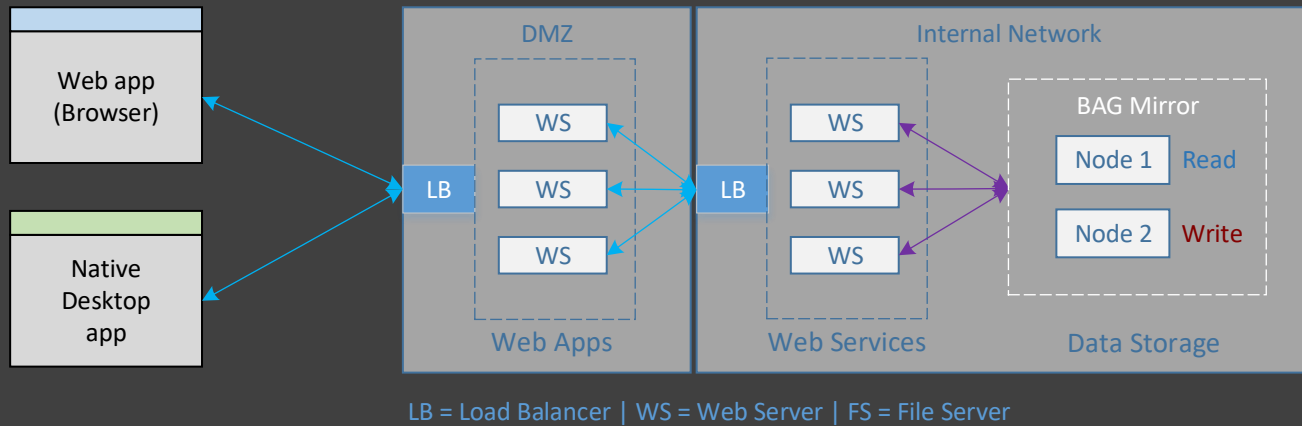 Web app
(Browser)
Native
Desktop
app
DMZ
LB
WS
WS
WS
Web Apps
Internal Network
LB
WS
WS
WS
Web Services
BAG Mirror
Node 1 Read
Node 2 Write
Data Storage
LB = Load Balancer | WS = Web Server | FS = File Server